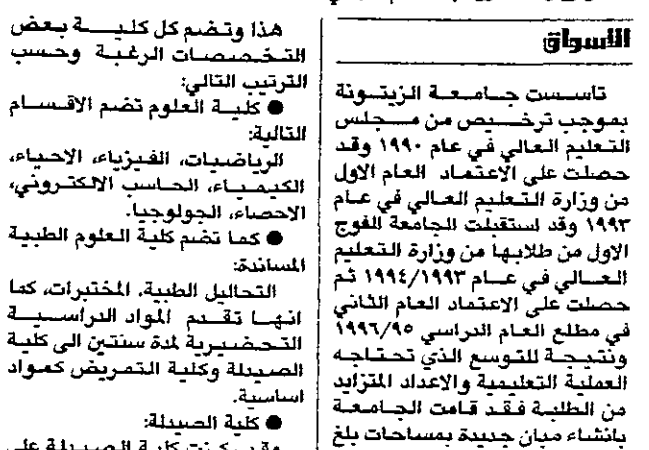 الأسواق
تأسست جامعة الزيتونة
بموجب ترخيص من مجلس
التعليم العالي في عام ١٩٩٠ وقد
حصلت على الاعتماد العام الاول
من وزارة التعليم العالي في عام
١٩٩٣ وقد استقبلت الجامعة الفوج
الاول من طلابها من وزارة التعليم
العالي في عام ١٩٩٤/١٩٩٣ ثم
حصلت على الاعتماد العام الثاني
في مطلع العام الدراسي ١٩٩٦/٩٥
ونتيجة للتوسع الذي تحتاجه
العملية التعليمية والاعداد المتزايد
من الطلبة فقد قامت الجامعة
بانشاء مبان جديدة بمساحات بلغ
هذا وتضم كل كلية بعض
التخصصات الرغبة وحسب
الترتيب التالي:
● كلية العلوم تضم الاقسام
التالية:
الرياضيات، الفيزياء، الاحياء،
الكيمياء، الحاسب الالكتروني،
الاحصاء، الجولوجيا.
● كما تضم كلية العلوم الطبية
المساندة:
التحاليل الطبية، المختبرات، كما
انها تقدم المواد الدراسية
التحضيرية لمدة سنتين الى كلية
الصيدلة وكلية التمريض كمواد
اساسية.
● كلية الصيدلة:
كلية الصيدلة على